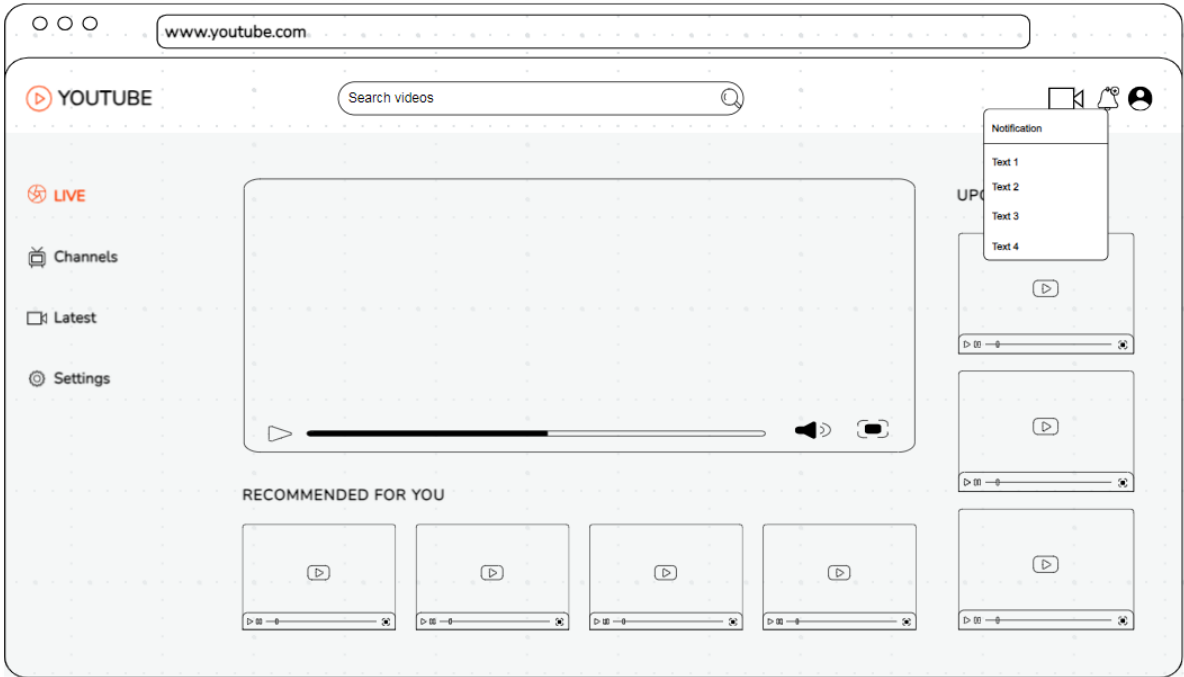 www.youtube.com
YOUTUBE
Search videos
Notification
Text 1
Text 2
Text 3
Text 4
LIVE
Channels
Latest
Settings
UP
RECOMMENDED FOR YOU